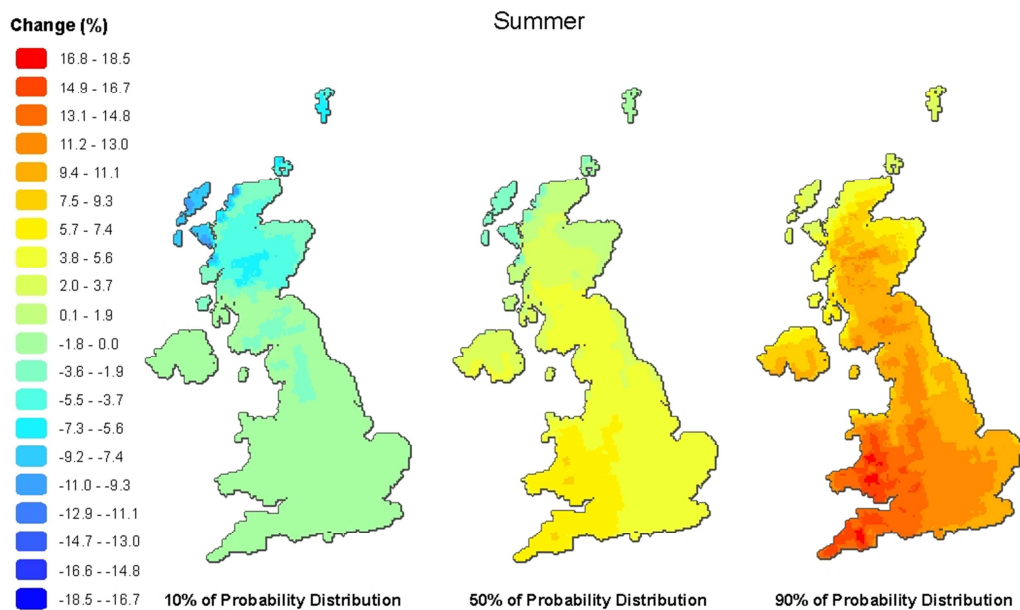 Summer
Change (%)
16.8 - 18.5
14.9 - 16.7
13.1 - 14.8
11.2 - 13.0
9.4 - 11.1
7.5 - 9.3
5.7 - 7.4
3.8 - 5.6
2.0 - 3.7
0.1 - 1.9
-1.8 - 0.0
-3.6 - -1.9
-5.5 - -3.7
-7.3 - -5.6
-9.2 - -7.4
-11.0 - -9.3
-12.9 - -11.1
-14.7 - -13.0
-16.6 - -14.8
-18.5 - -16.7
10% of Probability Distribution
50% of Probability Distribution
90% of Probability Distribution